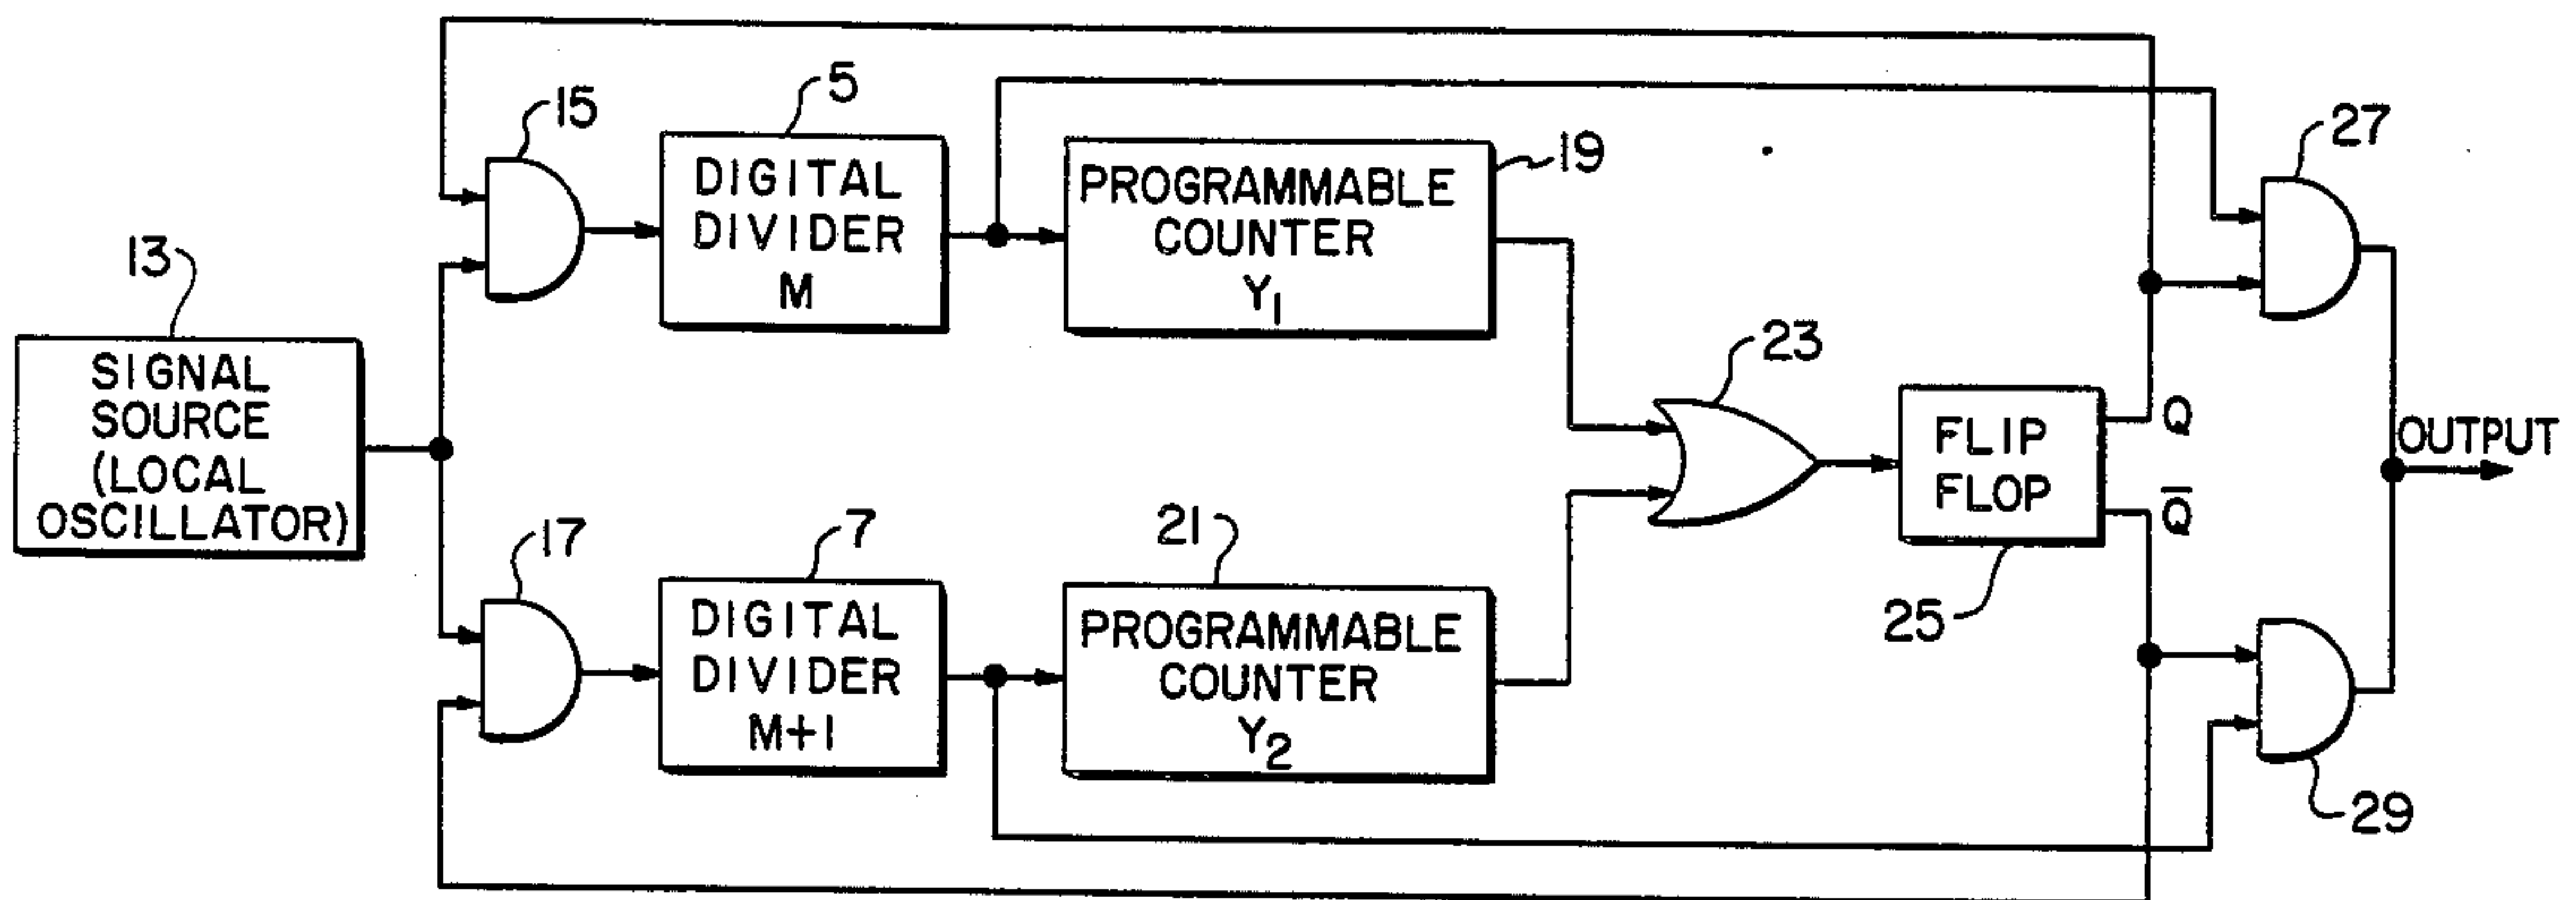 15
5
DIGITAL
DIVIDER
M
PROGRAMMABLE
COUNTER
Y1
19
27
13
SIGNAL
SOURCE
(LOCAL
OSCILLATOR)
23
FLIP
FLOP
Q
Q̅
25
OUTPUT
17
7
DIGITAL
DIVIDER
M+1
21
PROGRAMMABLE
COUNTER
Y2
29